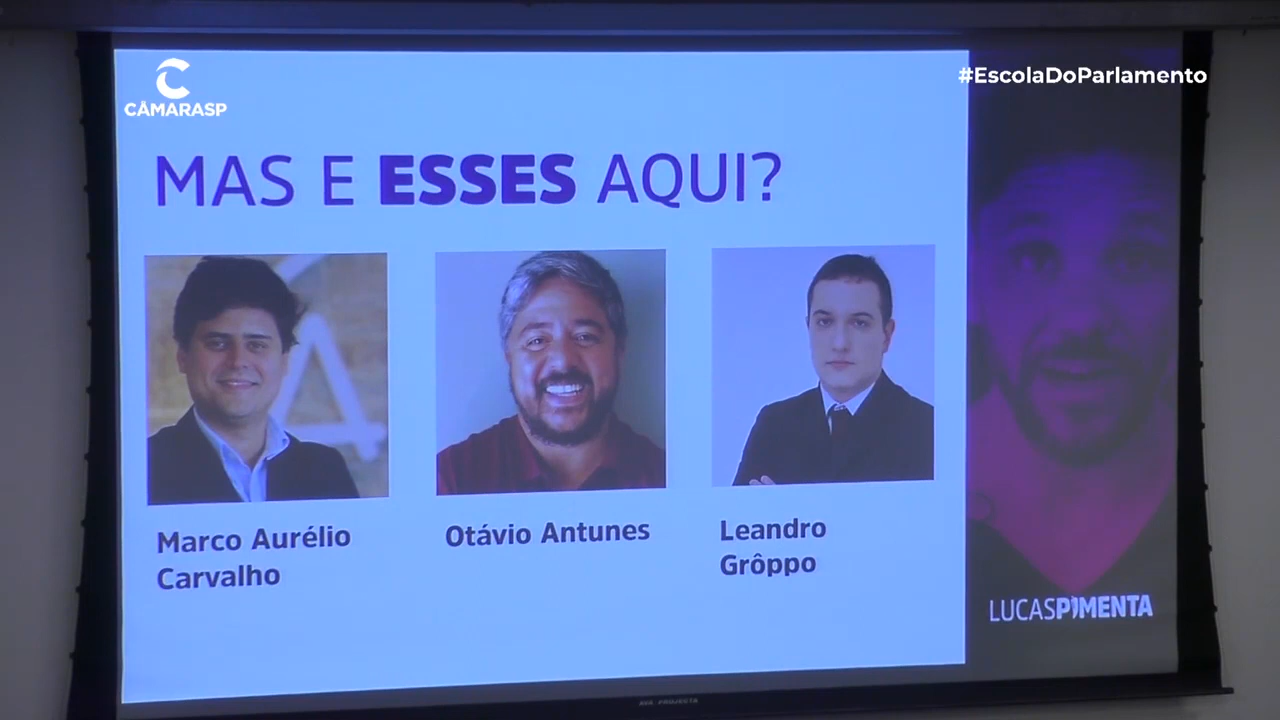 CÂMARASP
#EscolaDoParlamento
MAS E ESSES AQUI?
Marco Aurélio
Carvalho
Otávio Antunes
Leandro
Grôppo
LUCASPIMENTA